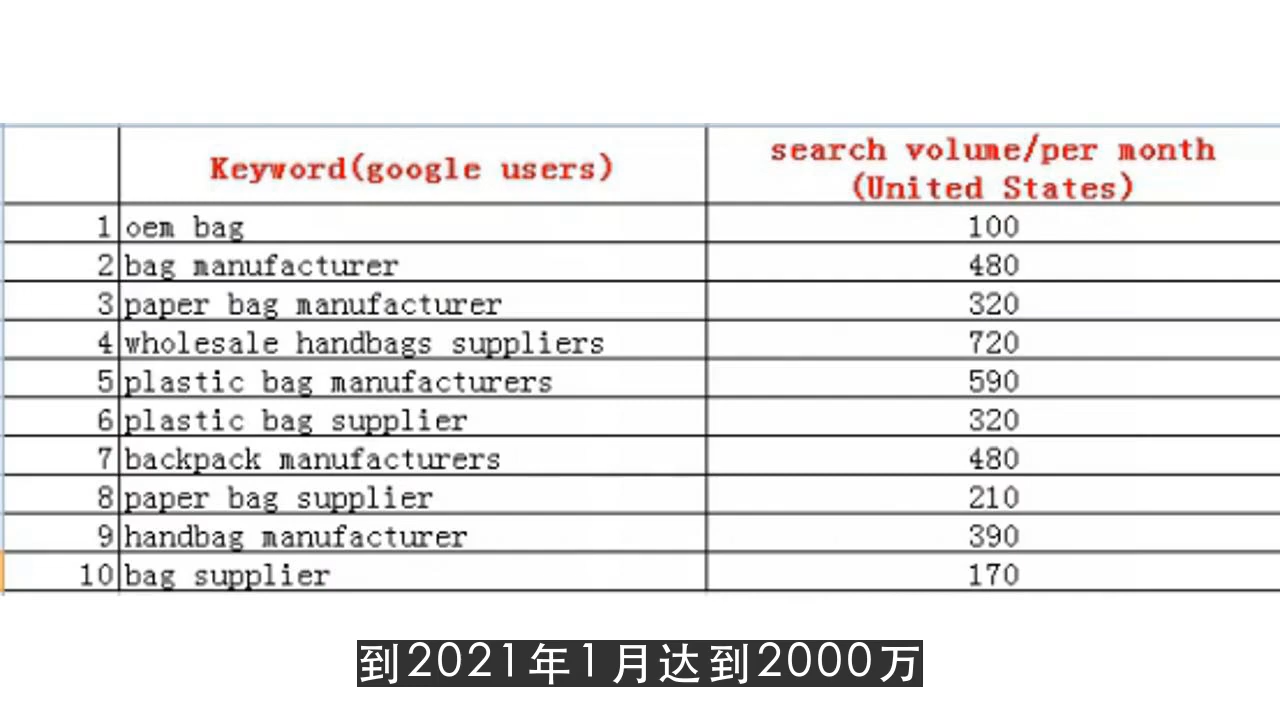 Keyword(google users)
search volume/per month
(United States)
1 oem bag 100
2 bag manufacturer 480
3 paper bag manufacturer 320
4 wholesale handbags suppliers 720
5 plastic bag manufacturers 590
6 plastic bag supplier 320
7 backpack manufacturers 480
8 paper bag supplier 210
9 handbag manufacturer 390
10 bag supplier 170
到2021年1月达到2000万